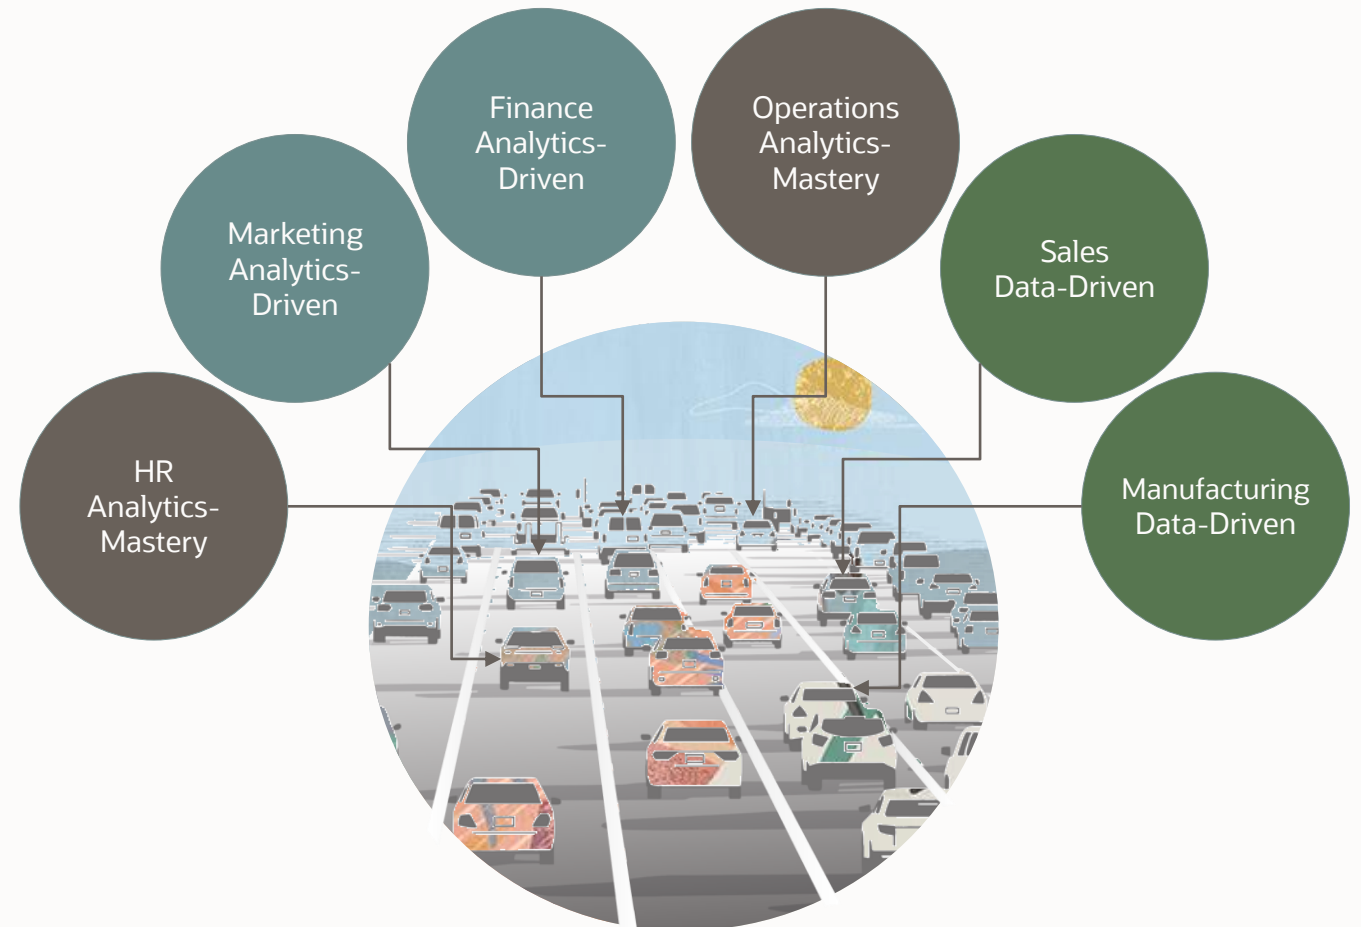 Finance
Analytics-
Driven
Operations
Analytics-
Mastery
Marketing
Analytics-
Driven
Sales
Data-Driven
HR
Analytics-
Mastery
Manufacturing
Data-Driven